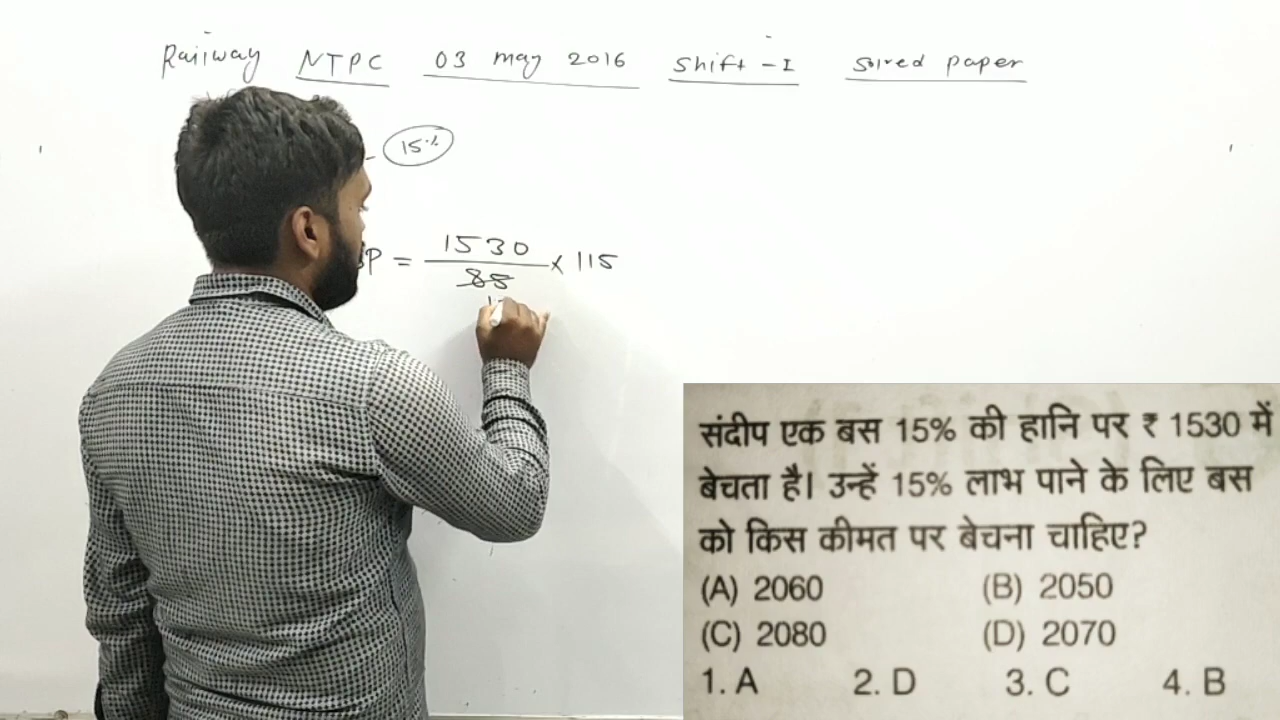 Railway NTPC 03 may 2016 Shift-I Solved paper
- 15%
P = 1530 × 115
85
संदीप एक बस 15% की हानि पर ₹ 1530 में
बेचता है। उन्हें 15% लाभ पाने के लिए बस
को किस कीमत पर बेचना चाहिए?
(A) 2060 (B) 2050
(C) 2080 (D) 2070
1. A 2. D 3. C 4. B